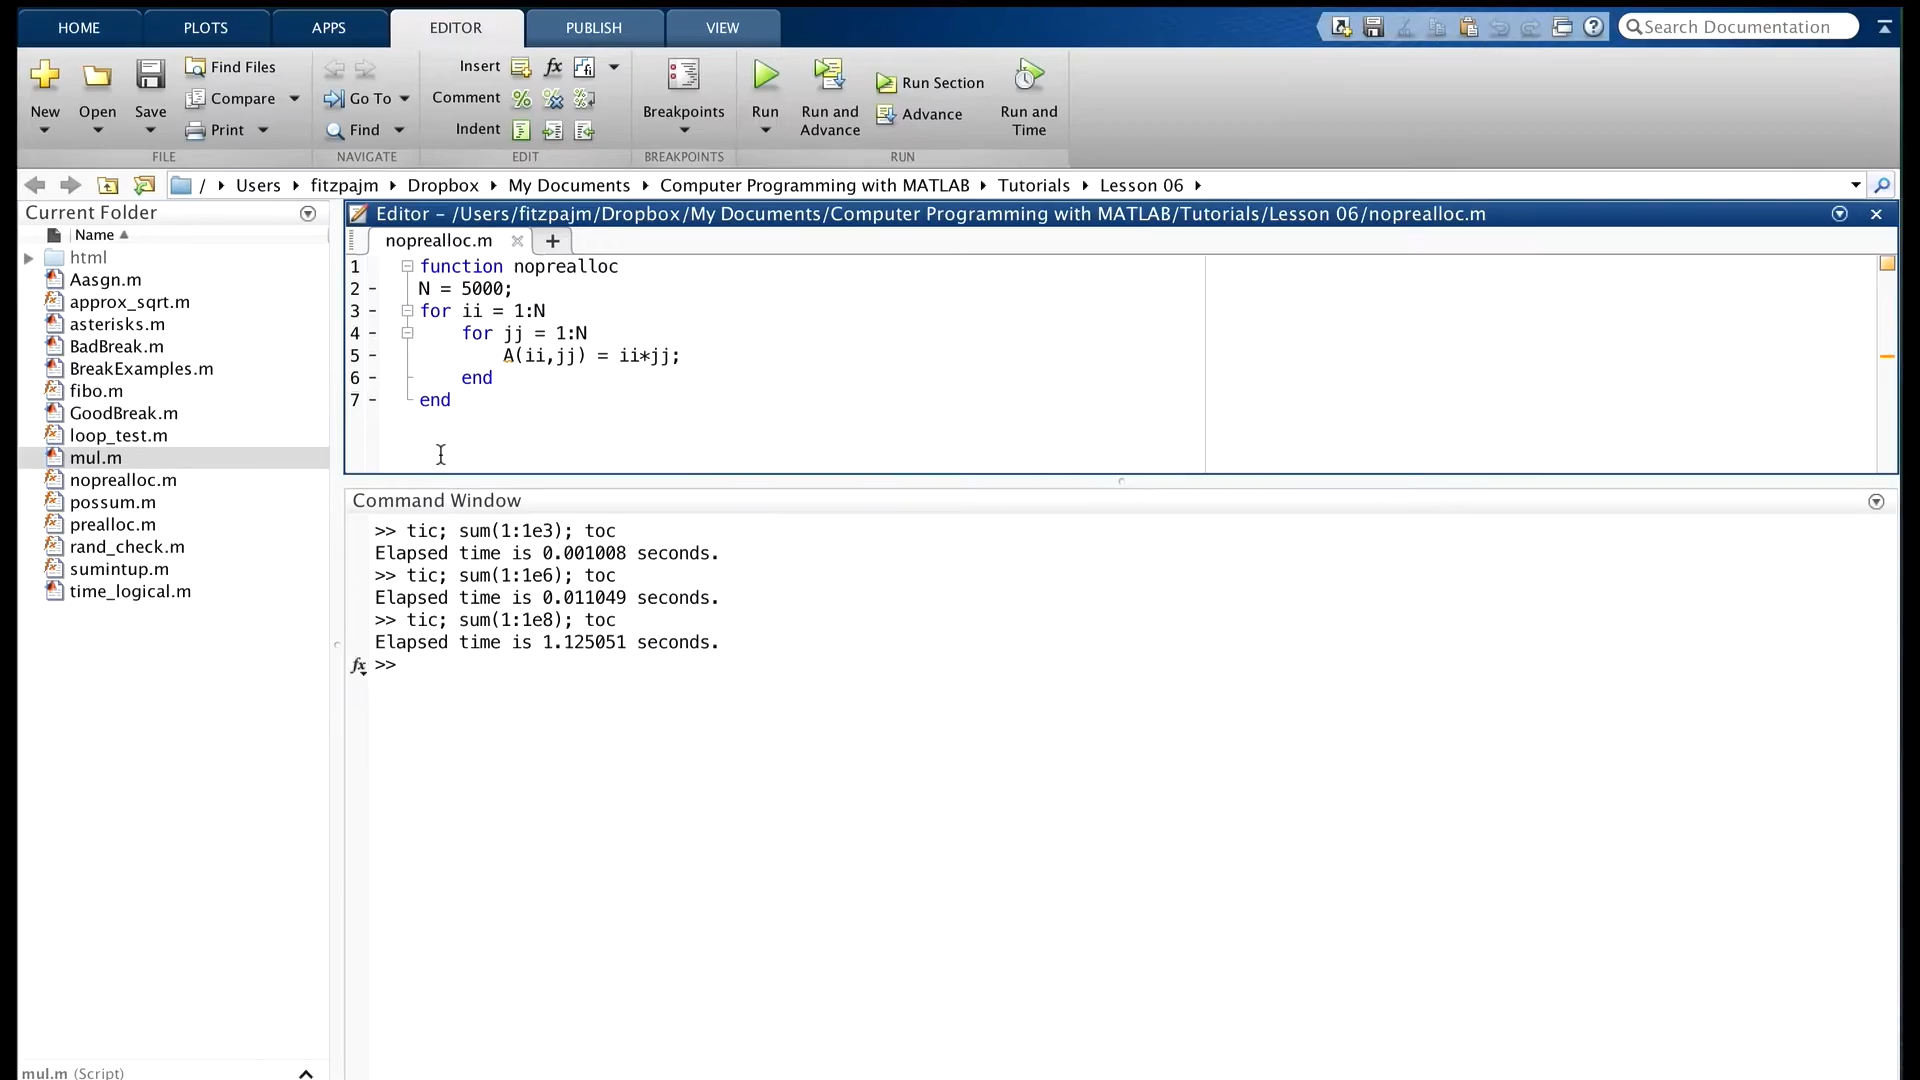 HOME PLOTS APPS EDITOR PUBLISH VIEW
Search Documentation
New Open Save Find Files Compare Print
Go To Find
Insert fx
Comment
Indent
Breakpoints
Run Run and Advance Run Section Advance Run and Time
FILE NAVIGATE EDIT BREAKPOINTS RUN
/ Users fitzpajm Dropbox My Documents Computer Programming with MATLAB Tutorials Lesson 06
Current Folder
Name
html
Aasgn.m
approx_sqrt.m
asterisks.m
BadBreak.m
BreakExamples.m
fibo.m
GoodBreak.m
loop_test.m
mul.m
noprealloc.m
possum.m
prealloc.m
rand_check.m
sumintup.m
time_logical.m
mul.m (Script)
Editor - /Users/fitzpajm/Dropbox/My Documents/Computer Programming with MATLAB/Tutorials/Lesson 06/noprealloc.m
noprealloc.m
1 function noprealloc
2 - N = 5000;
3 - for ii = 1:N
4 - for jj = 1:N
5 - A(ii,jj) = ii*jj;
6 - end
7 - end
Command Window
>> tic; sum(1:1e3); toc
Elapsed time is 0.001008 seconds.
>> tic; sum(1:1e6); toc
Elapsed time is 0.011049 seconds.
>> tic; sum(1:1e8); toc
Elapsed time is 1.125051 seconds.
fx >>